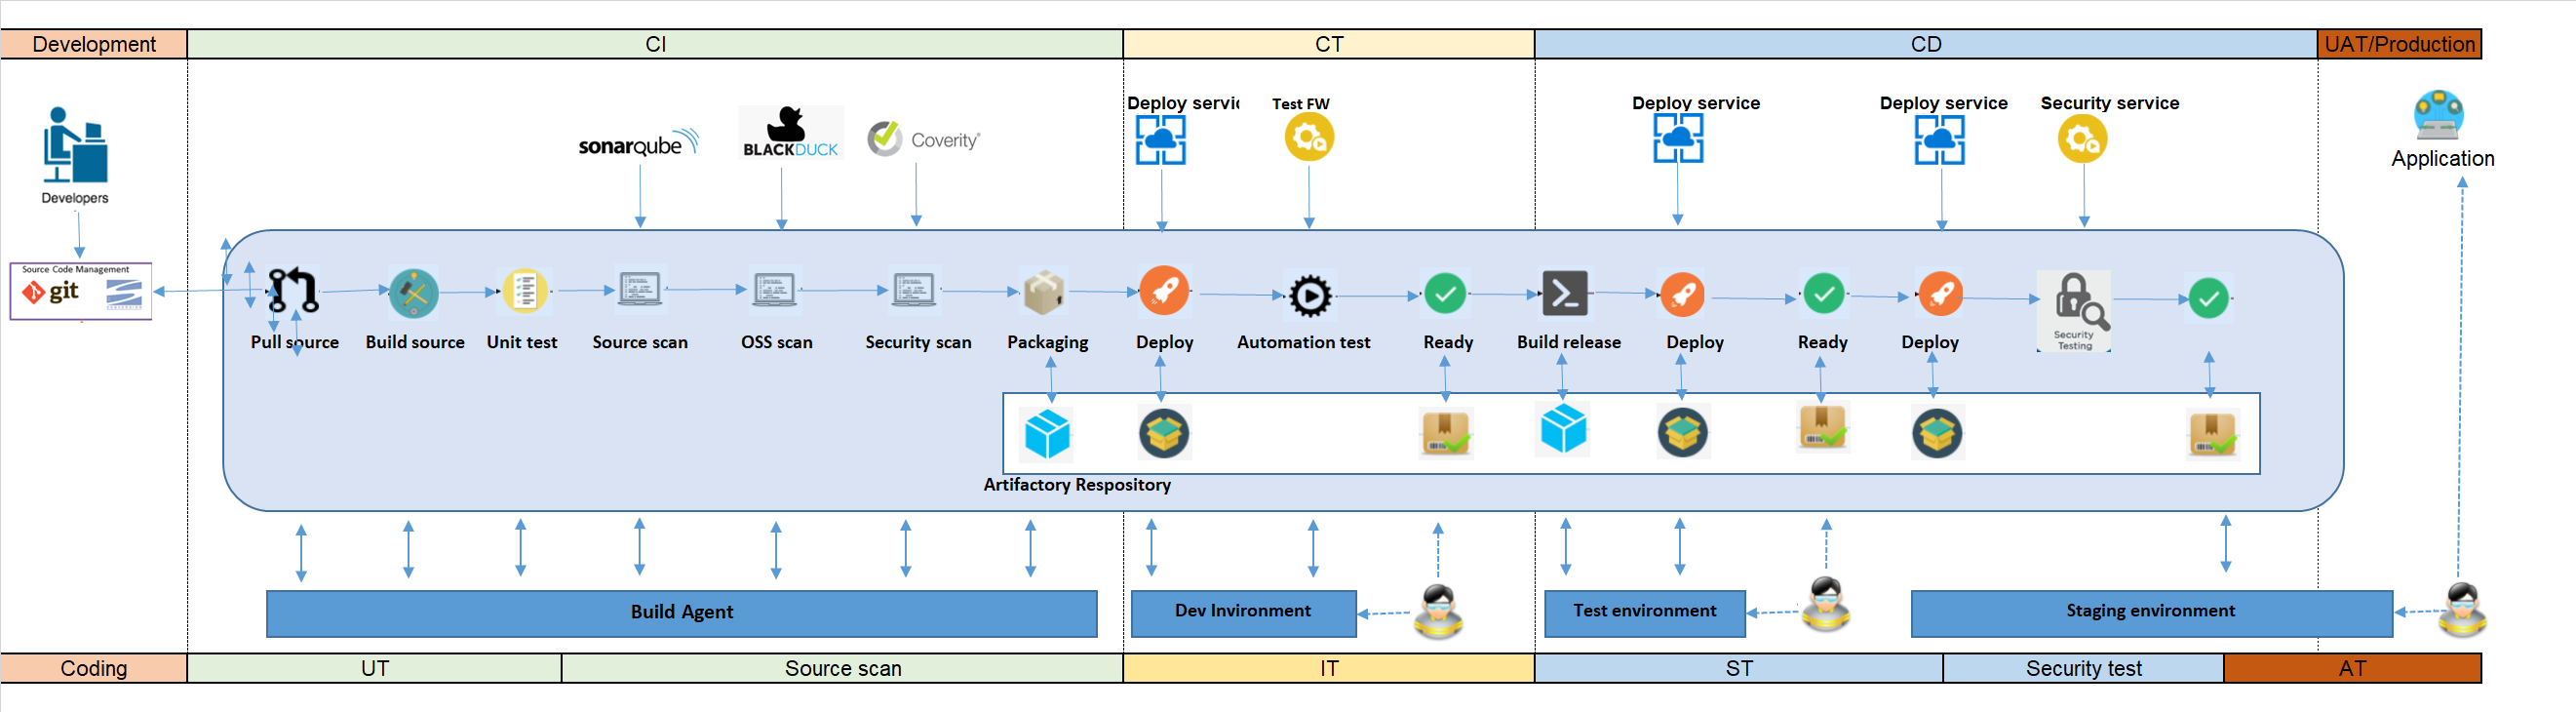 Development
CI
CT
CD
UAT/Production
Developers
sonarqube
BLACKDUCK
Coverity
Deploy servic
Test FW
Deploy service
Deploy service
Security service
Application
Source Code Management
git
Pull source
Build source
Unit test
Source scan
OSS scan
Security scan
Packaging
Deploy
Automation test
Ready
Build release
Deploy
Ready
Deploy
Security
Testing
Artifactory Respository
Build Agent
Dev Invironment
Test environment
Staging environment
Coding
UT
Source scan
IT
ST
Security test
AT